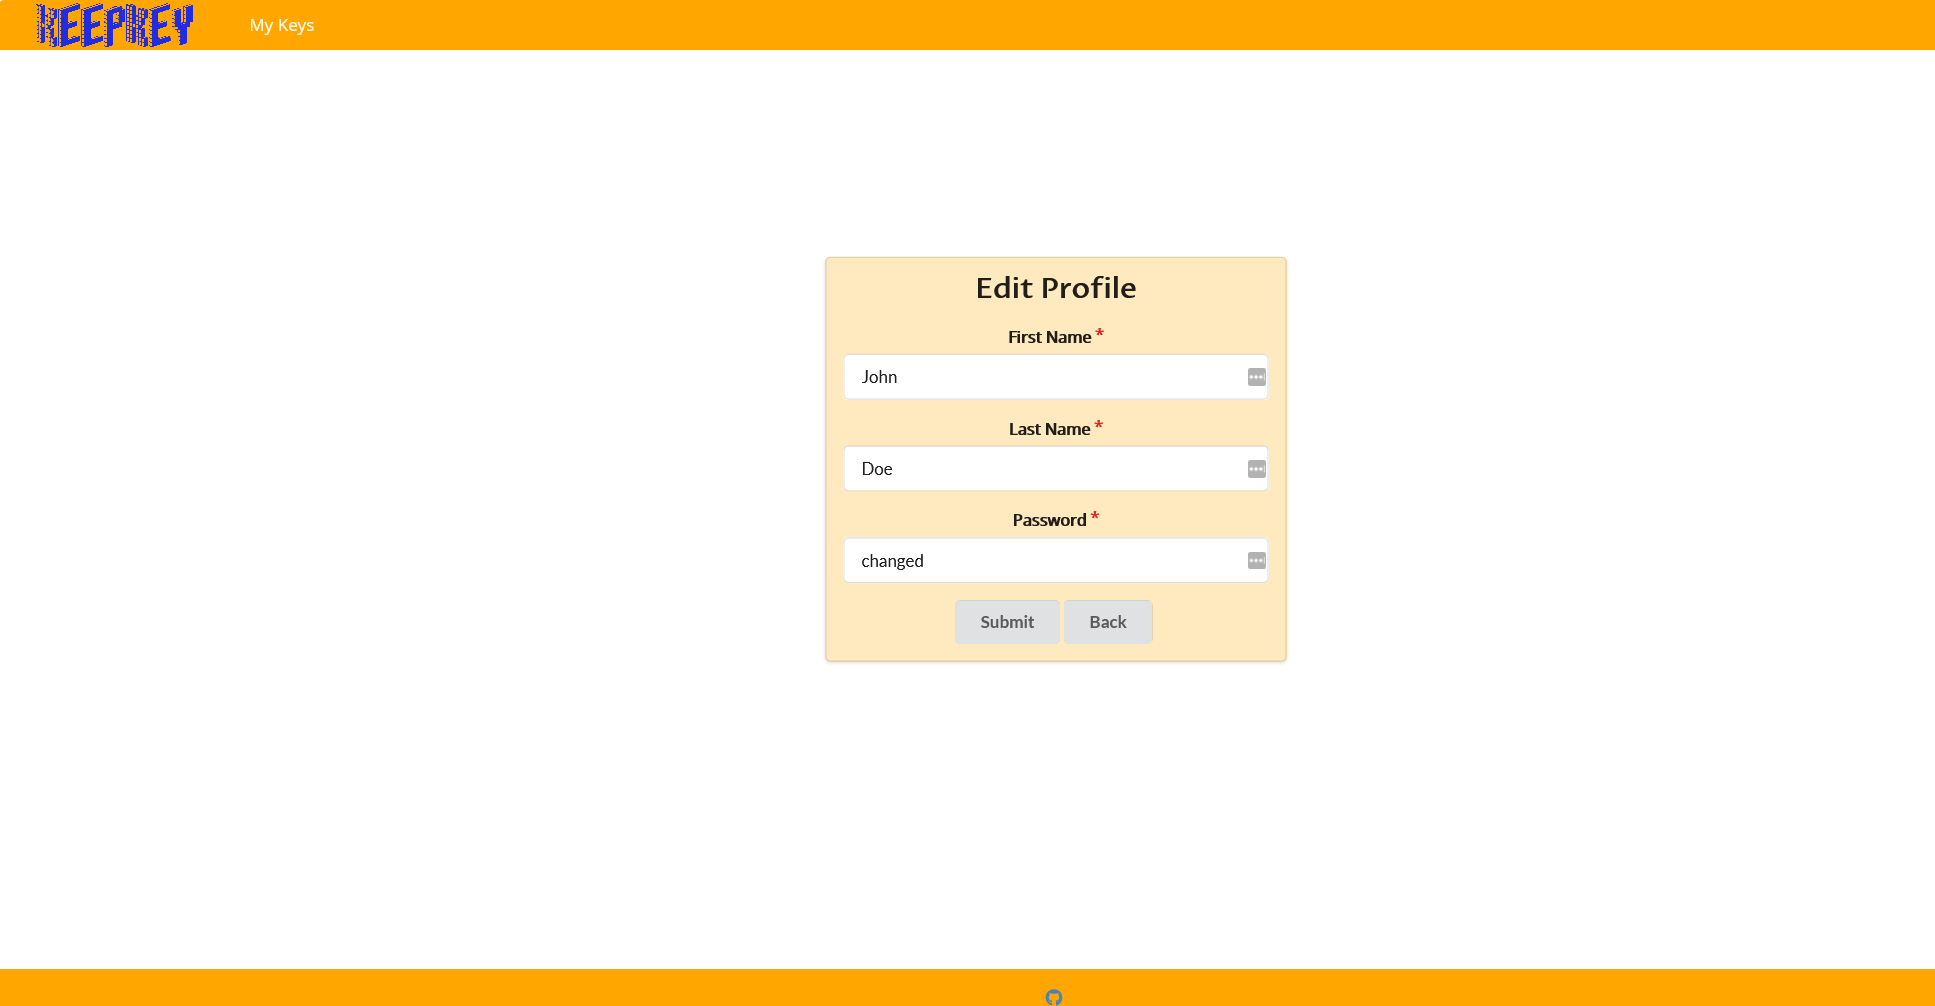 KEEPKEY
My Keys
Edit Profile
First Name *
John
Last Name *
Doe
Password *
changed
Submit Back